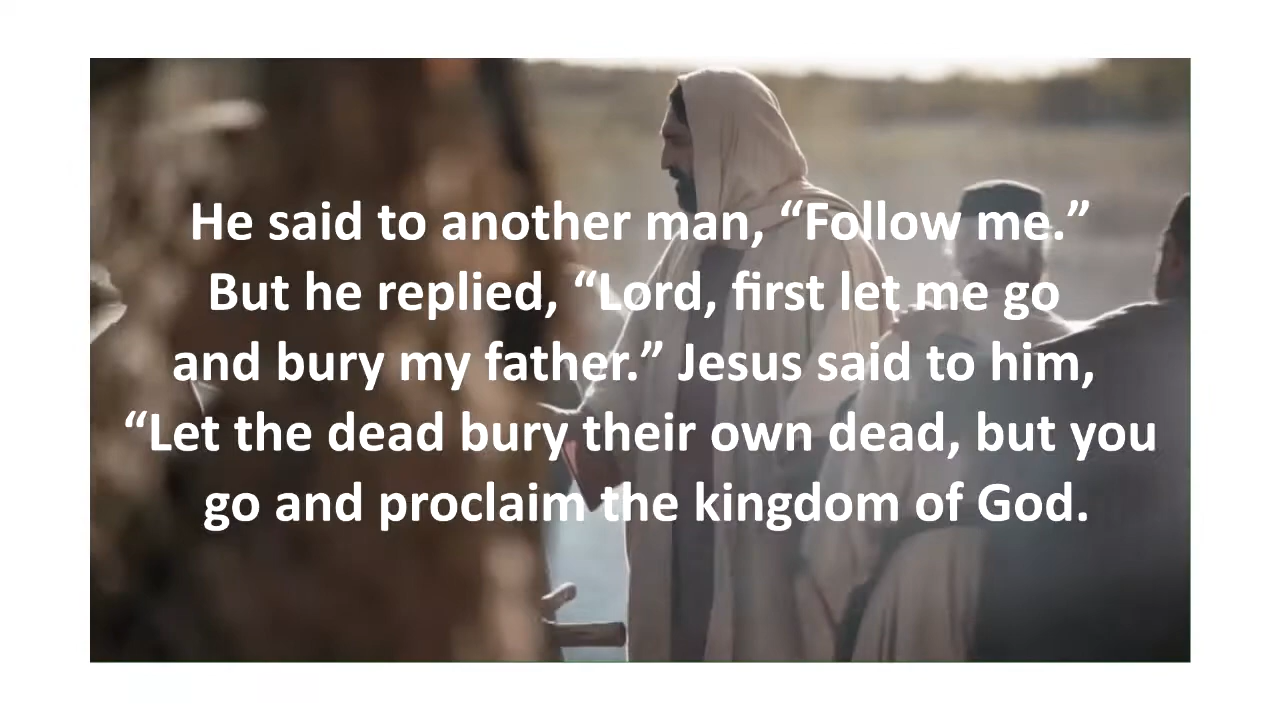 He said to another man, “Follow me.”
But he replied, “Lord, first let me go
and bury my father.” Jesus said to him,
“Let the dead bury their own dead, but you
go and proclaim the kingdom of God.